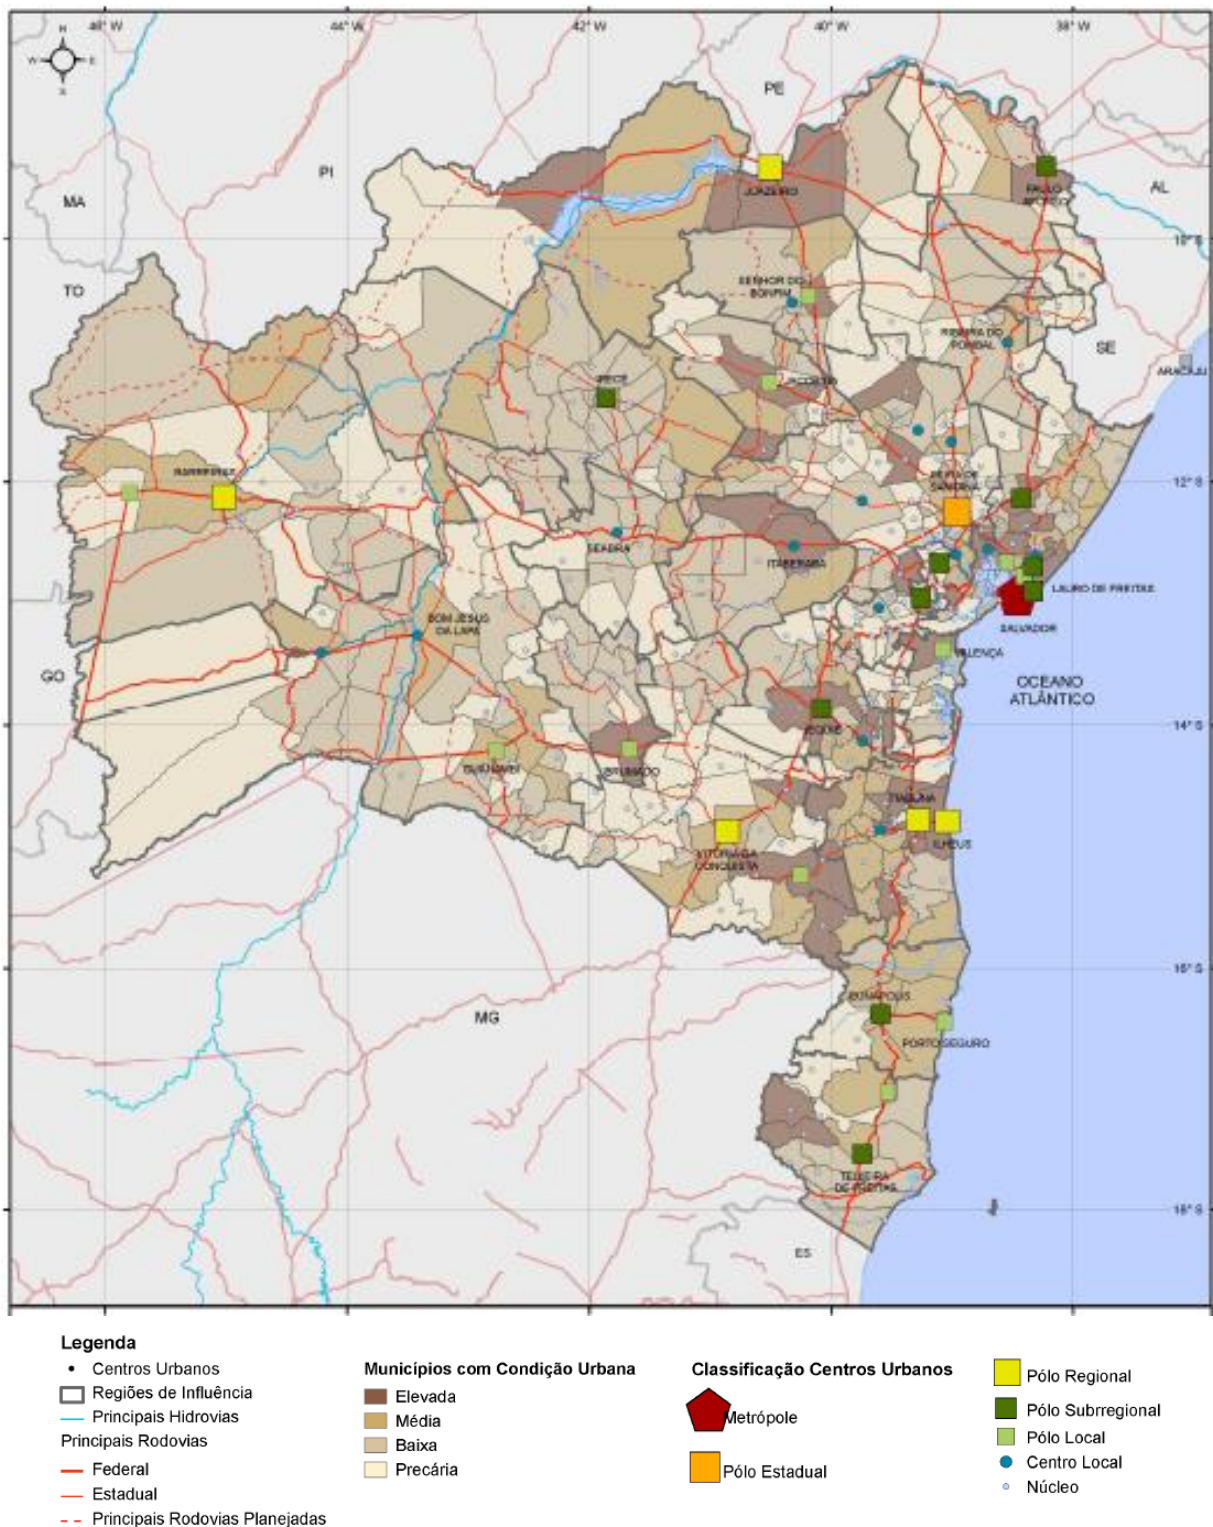 46° W
44° W
42° W
40° W
38° W
N
W
E
S
PE
PI
MA
AL
JUAZEIRO
PAULO
AFONSO
10° S
TO
SENHOR DO
BONFIM
RIBEIRA DO
POMBAL
SE
ARACAJU
IRECÊ
JACOBINA
BARREIRAS
FEIRA DE
SANTANA
12° S
SEABRA
ITABERABA
LAURO DE FREITAS
SALVADOR
BOM JESUS
DA LAPA
VALENÇA
GO
OCEANO
ATLÂNTICO
14° S
JEQUIÉ
GUANAMBI
BRUMADO
ITABUNA
ILHÉUS
VITÓRIA DA
CONQUISTA
16° S
EUNÁPOLIS
MG
PORTO SEGURO
TEIXEIRA
DE FREITAS
18° S
ES
Legenda
Centros Urbanos
Regiões de Influência
Principais Hidrovias
Principais Rodovias
Federal
Estadual
Principais Rodovias Planejadas
Municípios com Condição Urbana
Elevada
Média
Baixa
Precária
Classificação Centros Urbanos
Metrópole
Pólo Estadual
Pólo Regional
Pólo Subrregional
Pólo Local
Centro Local
Núcleo